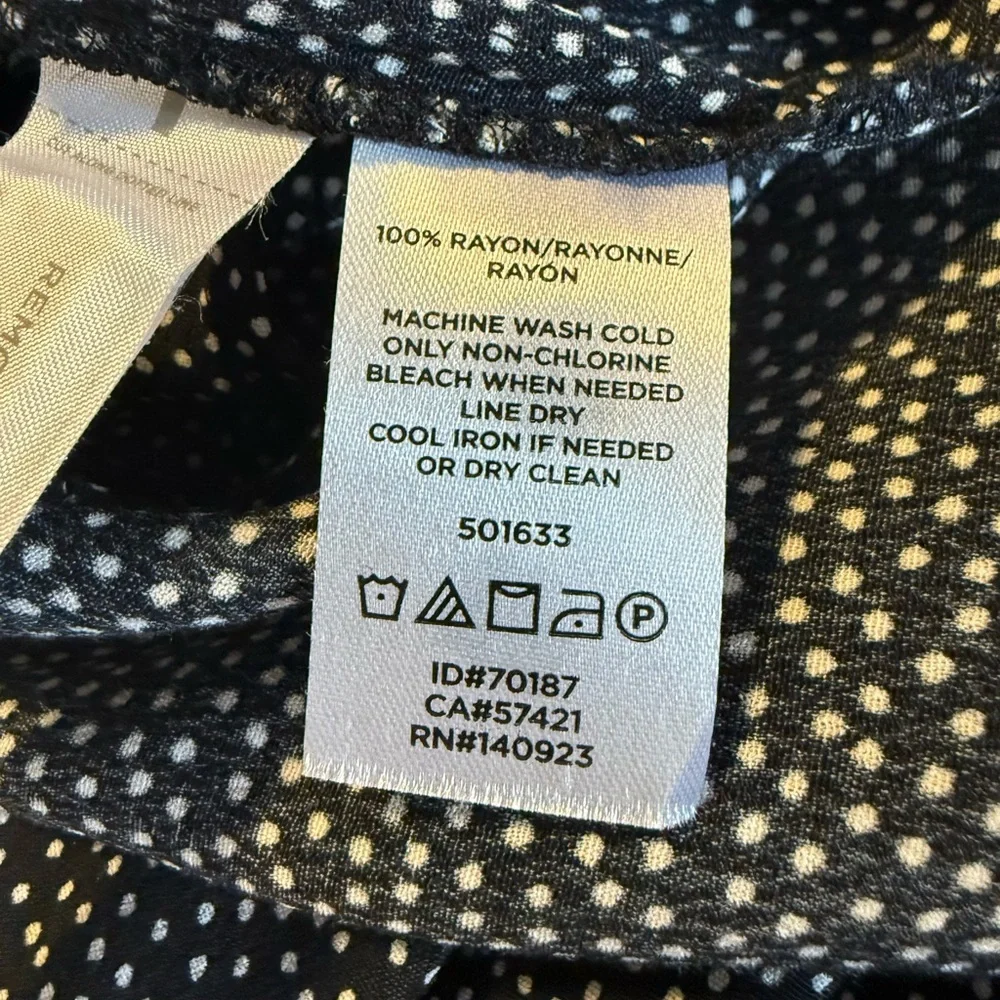 100% RAYON/RAYONNE/
RAYÓN
MACHINE WASH COLD
ONLY NON-CHLORINE
BLEACH WHEN NEEDED
LINE DRY
COOL IRON IF NEEDED
OR DRY CLEAN
501633
P
ID#70187
CA#57421
RN#140923